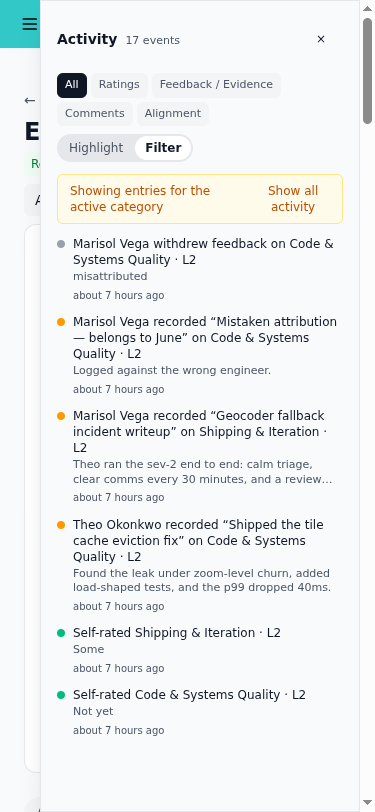 Activity 17 events ×
All Ratings Feedback / Evidence
Comments Alignment
Highlight Filter
Showing entries for the
active category
Show all
activity
Marisol Vega withdrew feedback on Code &
Systems Quality · L2
misattributed
about 7 hours ago
Marisol Vega recorded “Mistaken attribution
— belongs to June” on Code & Systems
Quality · L2
Logged against the wrong engineer.
about 7 hours ago
Marisol Vega recorded “Geocoder fallback
incident writeup” on Shipping & Iteration ·
L2
Theo ran the sev-2 end to end: calm triage,
clear comms every 30 minutes, and a review…
about 7 hours ago
Theo Okonkwo recorded “Shipped the tile
cache eviction fix” on Code & Systems
Quality · L2
Found the leak under zoom-level churn, added
load-shaped tests, and the p99 dropped 40ms.
about 7 hours ago
Self-rated Shipping & Iteration · L2
Some
about 7 hours ago
Self-rated Code & Systems Quality · L2
Not yet
about 7 hours ago